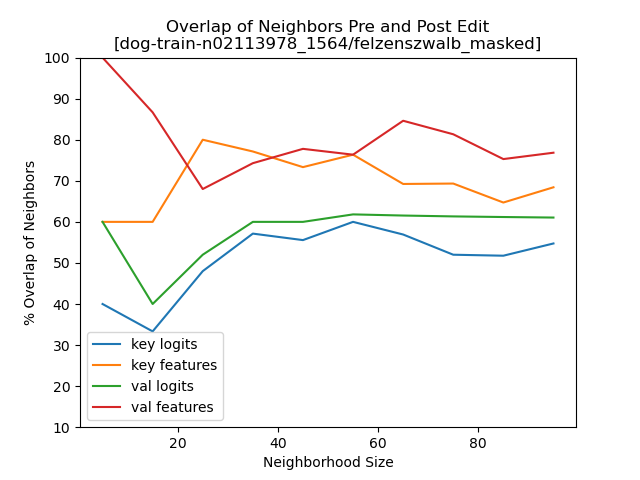 Overlap of Neighbors Pre and Post Edit
[dog-train-n02113978_1564/felzenszwalb_masked]
% Overlap of Neighbors
100
90
80
70
60
50
40
30
20
10
key logits
key features
val logits
val features
20
40
60
80
Neighborhood Size